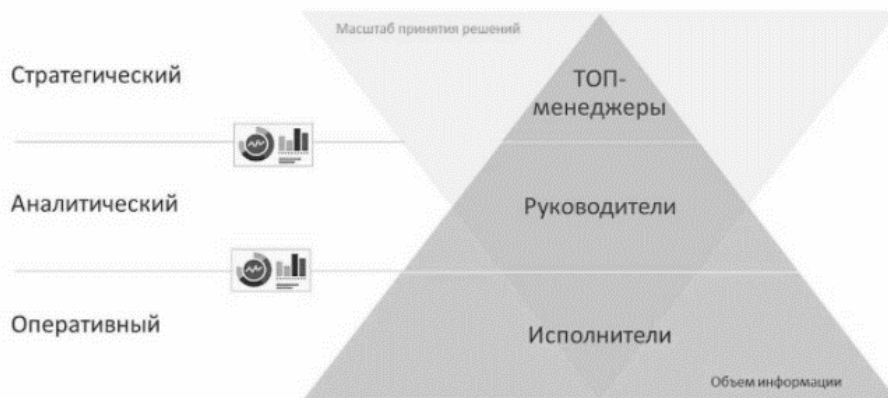 Масштаб принятия решений
Стратегический
ТОП-
менеджеры
Аналитический
Руководители
Оперативный
Исполнители
Объем информации